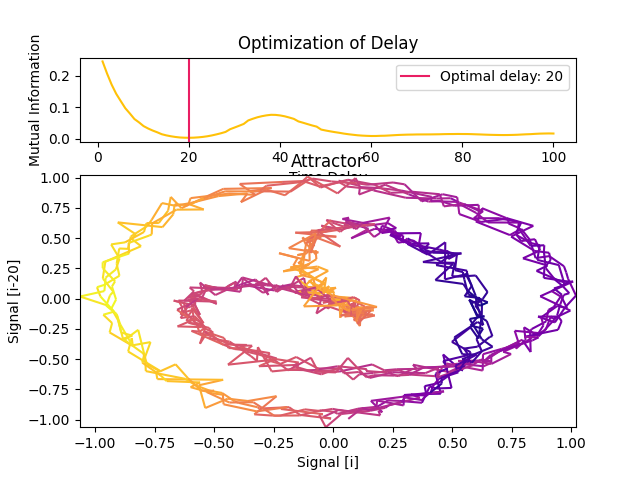 Optimization of Delay
Mutual Information
0.2
0.1
0.0
Optimal delay: 20
0 20 40 60 80 100
Time Delay
Attractor
Signal [i-20]
1.00
0.75
0.50
0.25
0.00
−0.25
−0.50
−0.75
−1.00
−1.00 −0.75 −0.50 −0.25 0.00 0.25 0.50 0.75 1.00
Signal [i]